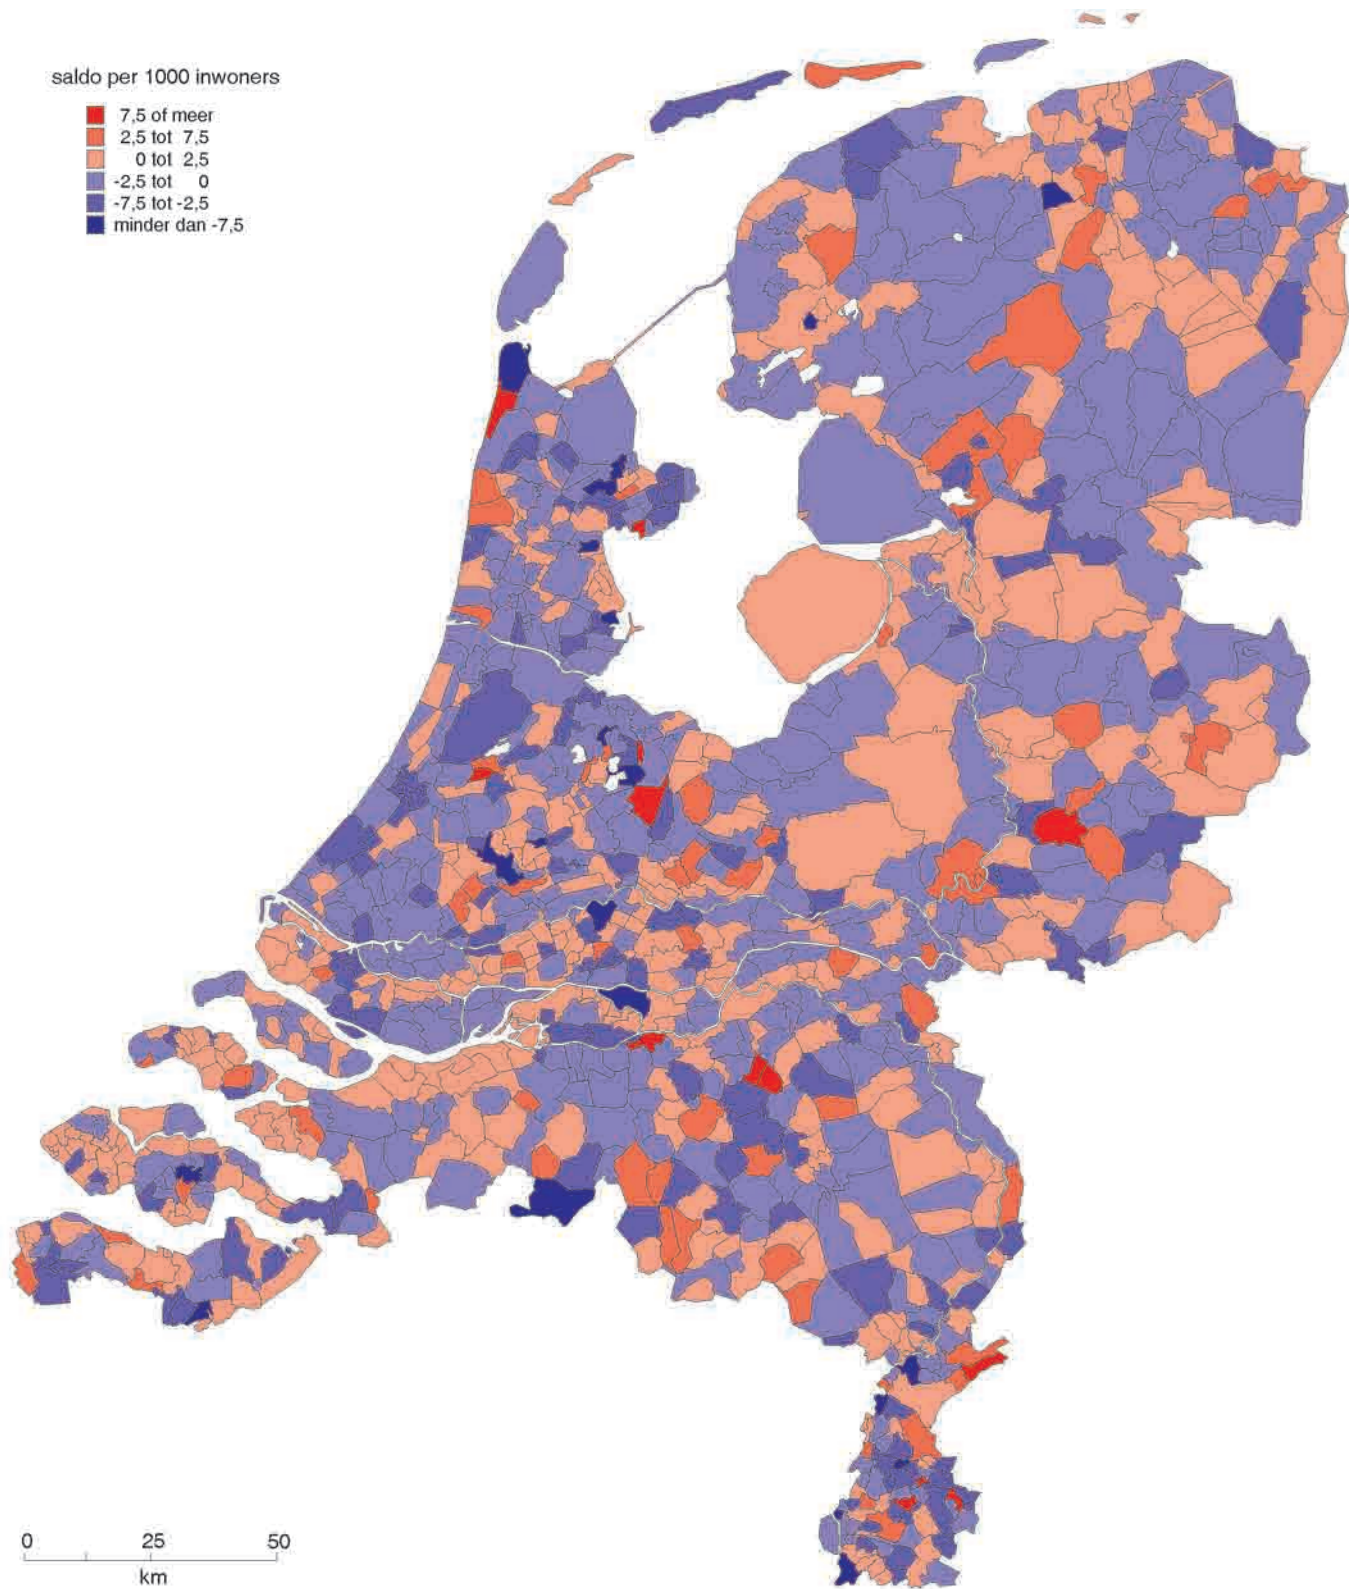 saldo per 1000 inwoners
7,5 of meer
2,5 tot 7,5
0 tot 2,5
-2,5 tot 0
-7,5 tot -2,5
minder dan -7,5
0 25 50
km